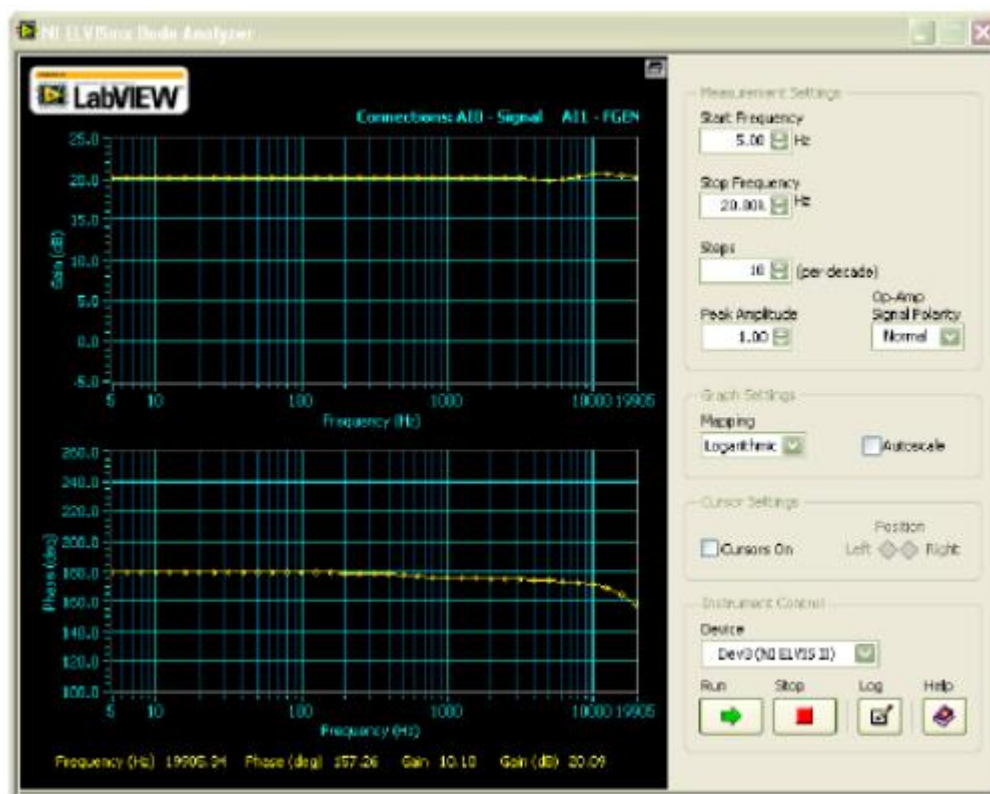 NI ELVISmx Bode Analyzer
LabVIEW
Connections: AI0 - Signal AI1 - FGEN
25.0
20.0
15.0
10.0
5.0
0.0
-5.0
Gain (dB)
5 10 100 1000 10000 19905
Frequency (Hz)
260.0
240.0
220.0
200.0
180.0
160.0
140.0
120.0
100.0
Phase (deg)
5 10 100 1000 10000 19905
Frequency (Hz)
Frequency (Hz) 19905.34 Phase (deg) 157.26 Gain 10.10 Gain (dB) 20.09
Measurement Settings
Start Frequency
5.00 Hz
Stop Frequency
20.00k Hz
Steps
10 (per decade)
Peak Amplitude
1.00
Op-Amp
Signal Polarity
Normal
Graph Settings
Mapping
Logarithmic
Autoscale
Cursor Settings
Cursors On
Position
Left Right
Instrument Control
Device
Dev3 (NI ELVIS II)
Run Stop Log Help